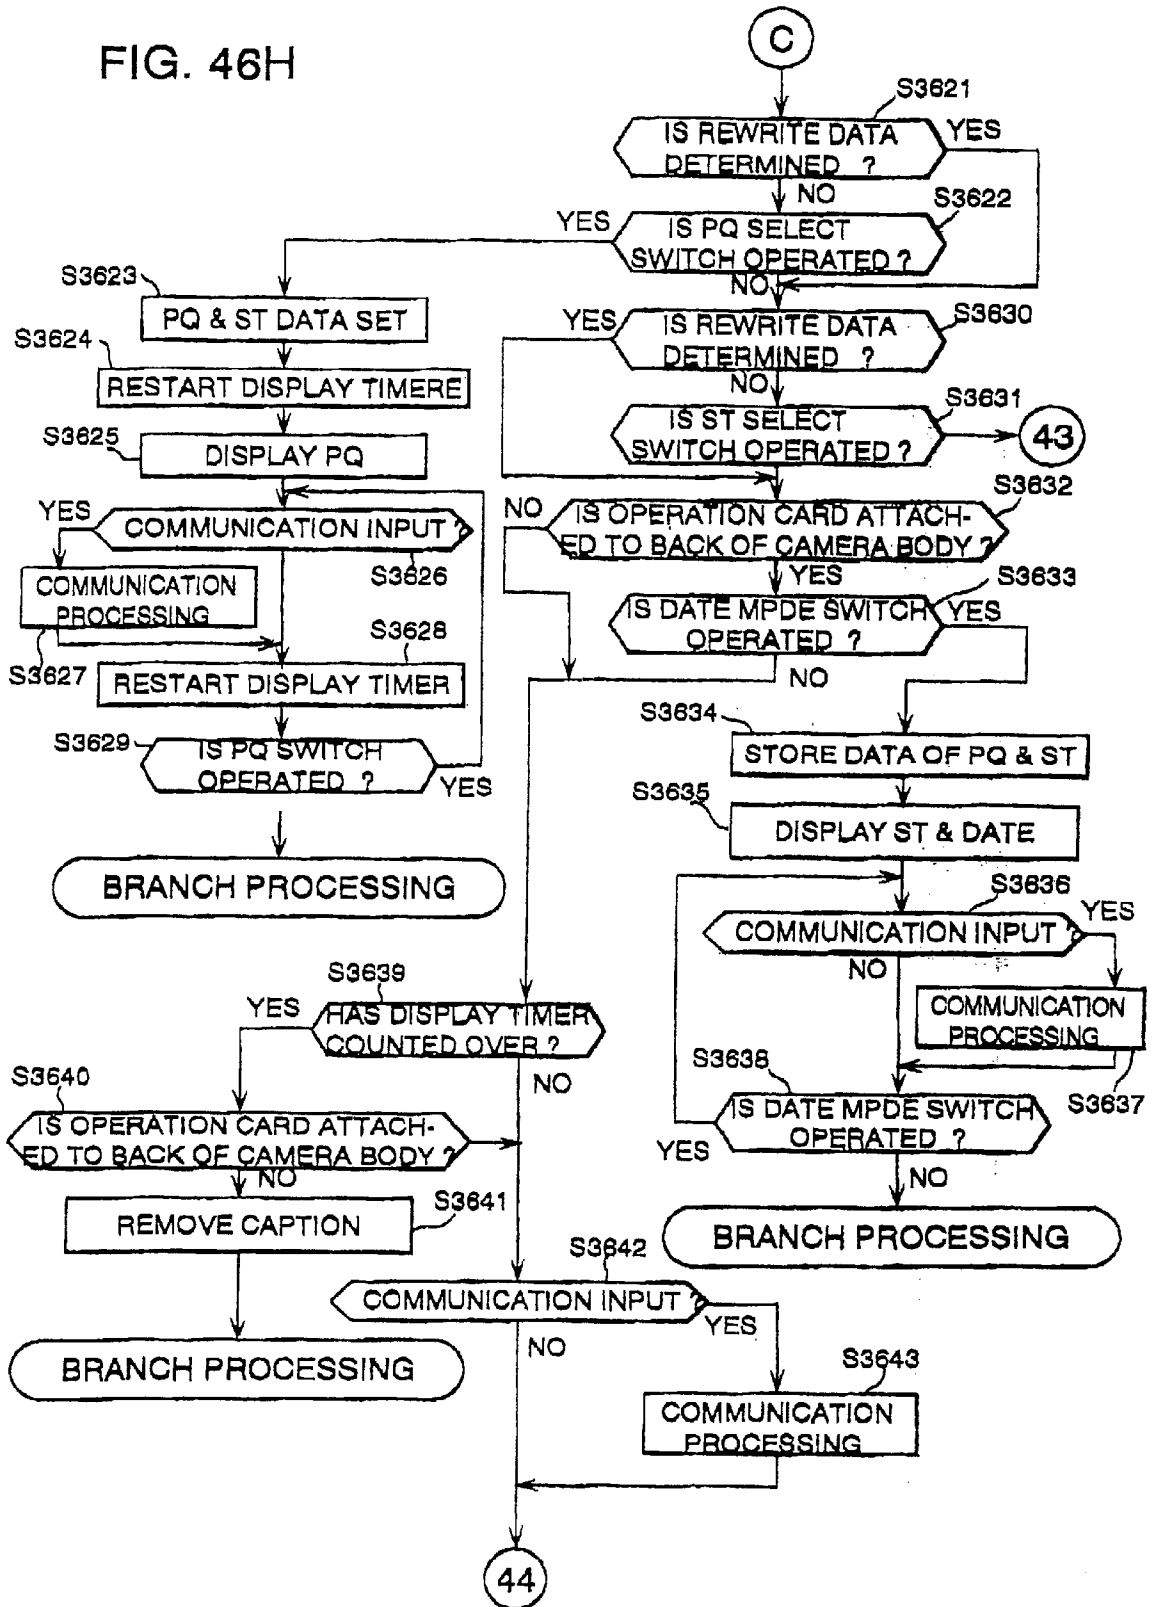 FIG. 46H
C
S3621
IS REWRITE DATA
DETERMINED ?
YES
NO
S3622
IS PQ SELECT
SWITCH OPERATED ?
YES
NO
S3623
PQ & ST DATA SET
S3624
RESTART DISPLAY TIMERE
S3625
DISPLAY PQ
YES
COMMUNICATION INPUT ?
S3626
COMMUNICATION
PROCESSING
S3627
S3628
RESTART DISPLAY TIMER
S3629
IS PQ SWITCH
OPERATED ?
YES
BRANCH PROCESSING
YES
IS REWRITE DATA
DETERMINED ?
S3630
NO
S3631
IS ST SELECT
SWITCH OPERATED ?
43
S3632
NO
IS OPERATION CARD ATTACH-
ED TO BACK OF CAMERA BODY ?
YES
S3633
IS DATE MPDE SWITCH
OPERATED ?
YES
NO
S3634
STORE DATA OF PQ & ST
S3635
DISPLAY ST & DATE
S3636
COMMUNICATION INPUT ?
YES
NO
COMMUNICATION
PROCESSING
S3637
S3638
IS DATE MPDE SWITCH
OPERATED ?
YES
NO
BRANCH PROCESSING
S3639
YES
HAS DISPLAY TIMER
COUNTED OVER ?
NO
S3640
IS OPERATION CARD ATTACH-
ED TO BACK OF CAMERA BODY ?
NO
S3641
REMOVE CAPTION
BRANCH PROCESSING
S3642
COMMUNICATION INPUT ?
YES
NO
S3643
COMMUNICATION
PROCESSING
44